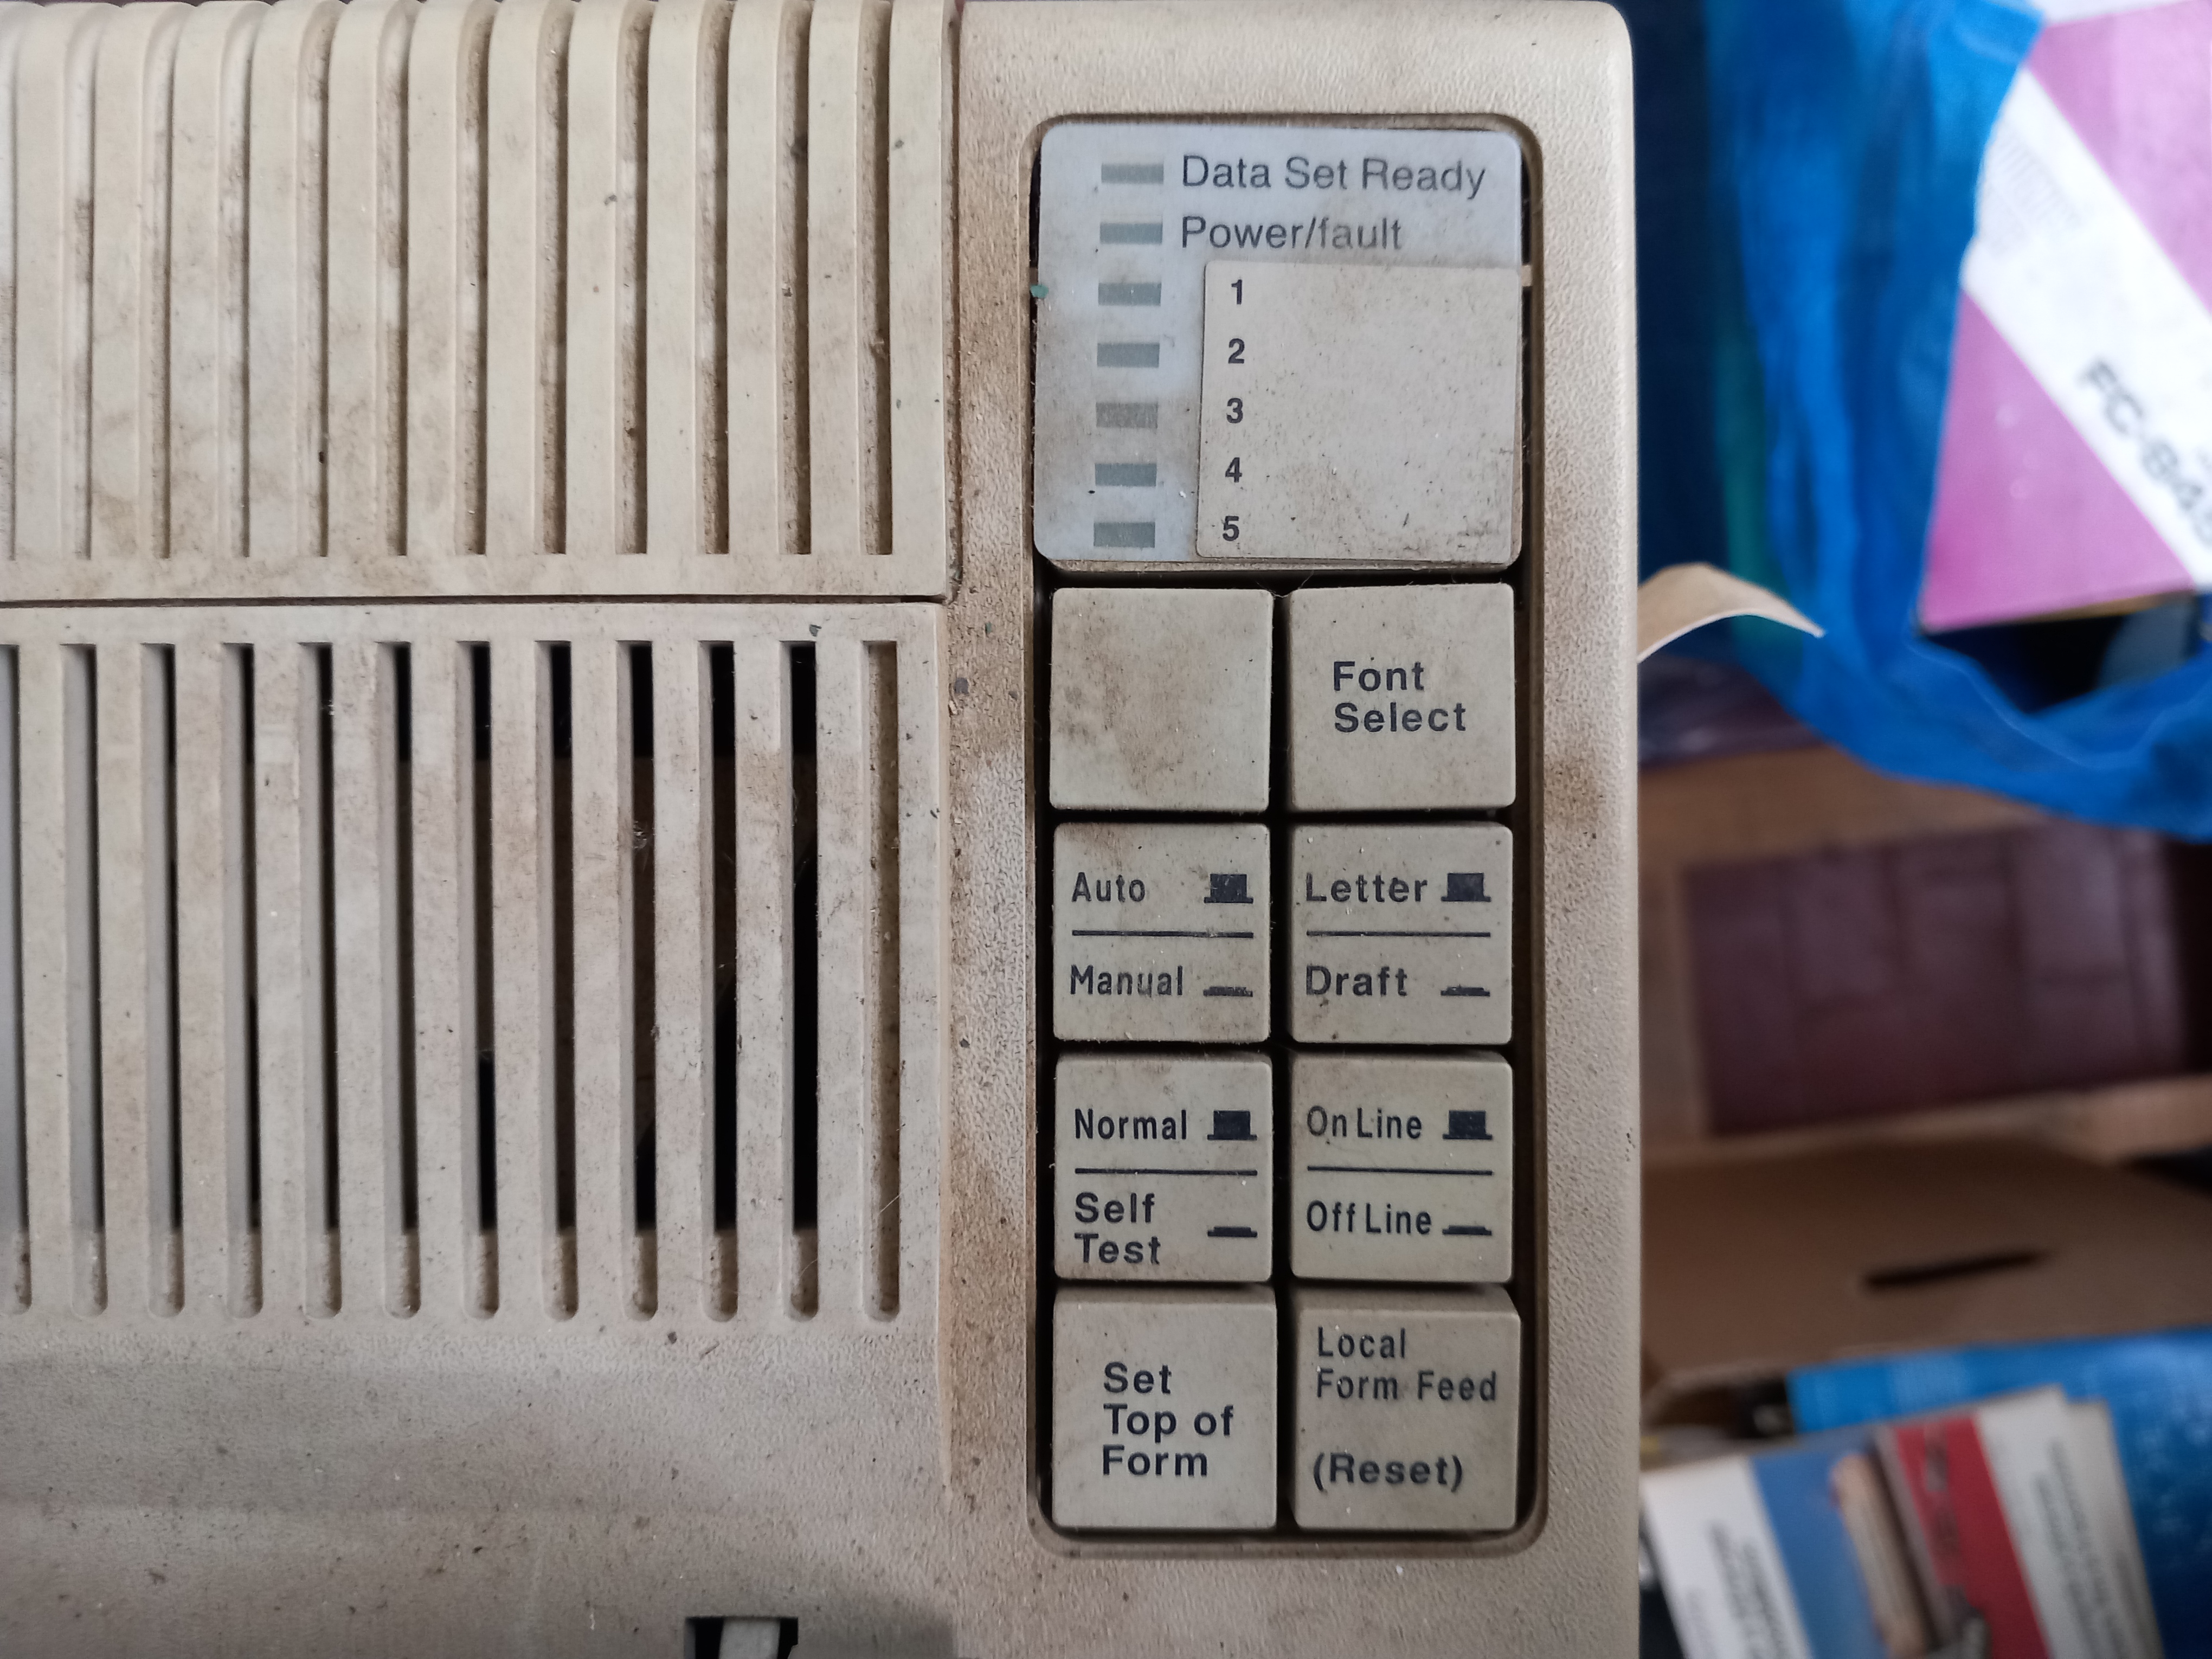 Data Set Ready
Power/fault
1
2
3
4
5
Font
Select
Auto
Manual
Letter
Draft
Normal
Self
Test
On Line
Off Line
Set
Top of
Form
Local
Form Feed
(Reset)